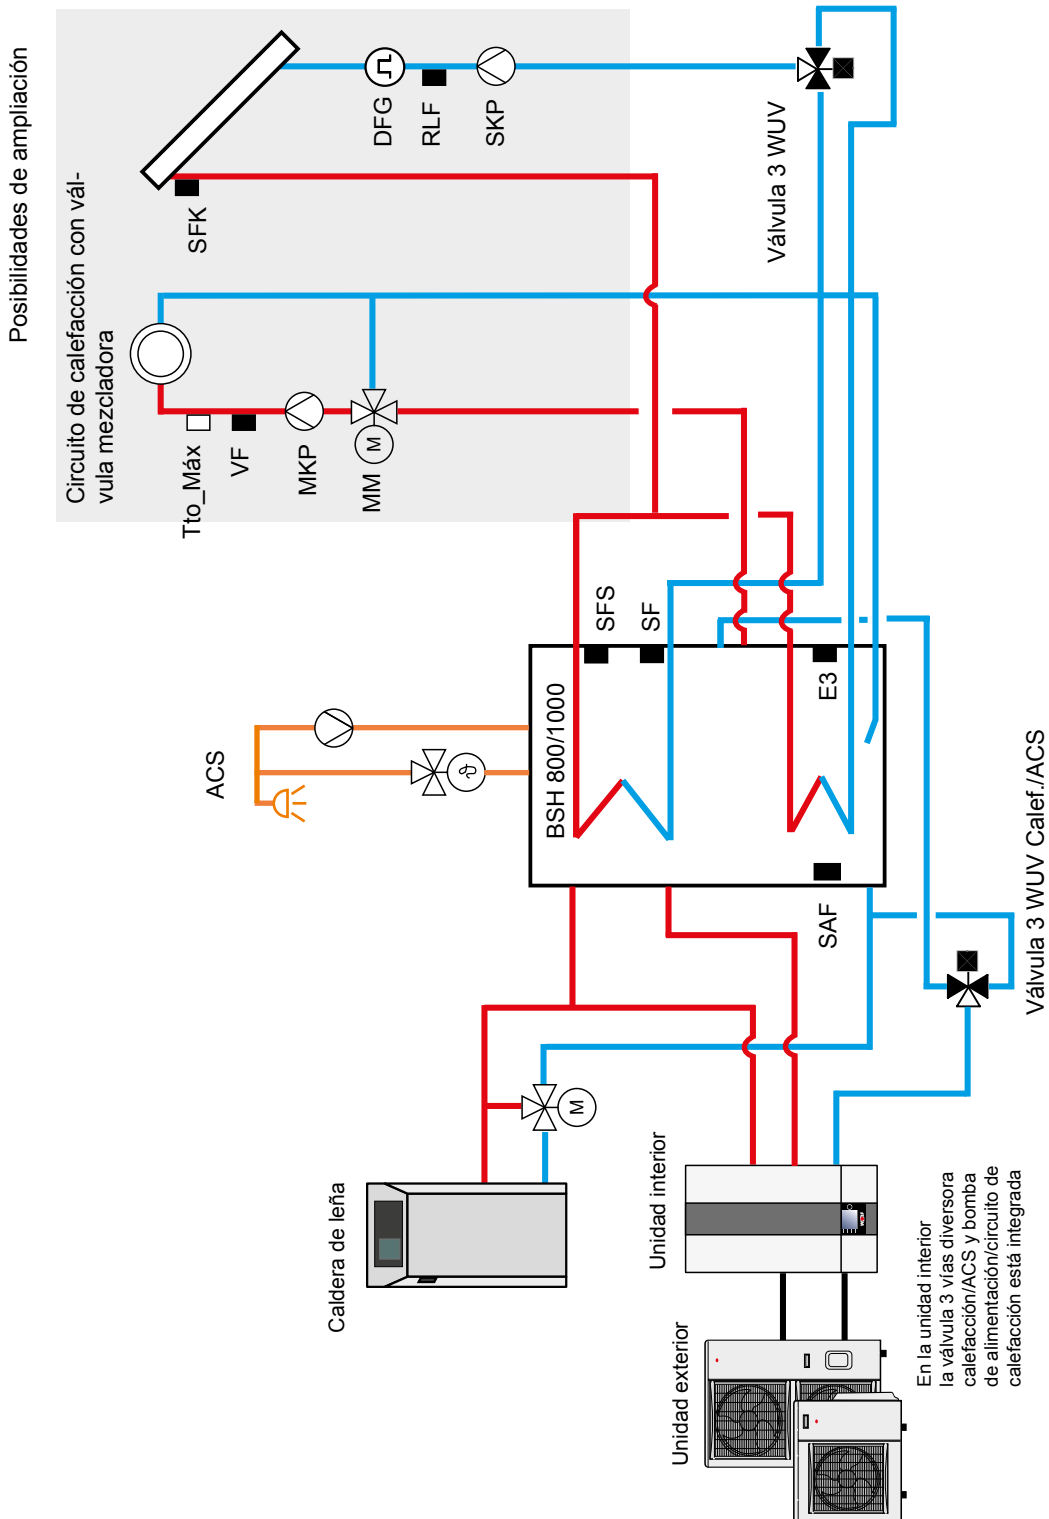 Posibilidades de ampliación
Circuito de calefacción con vál-
vula mezcladora
Tto_Máx
VF
MKP
MM
M
SFK
DFG
RLF
SKP
Válvula 3 WUV
ACS
ϑ
BSH 800/1000
SFS
SF
E3
SAF
Válvula 3 WUV Calef./ACS
Caldera de leña
M
Unidad interior
Unidad exterior
En la unidad interior
la válvula 3 vías diversora
calefacción/ACS y bomba
de alimentación/circuito de
calefacción está integrada